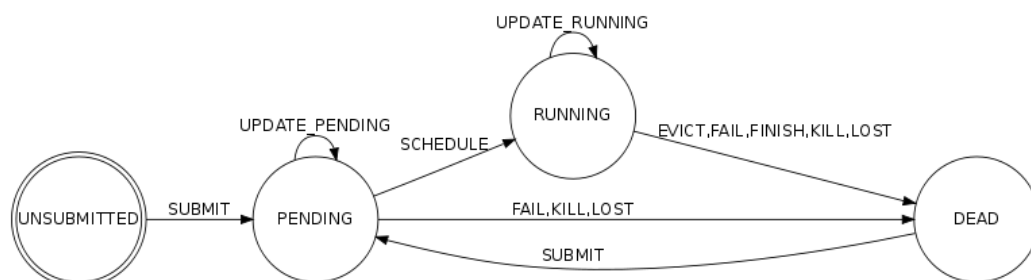 UPDATE_RUNNING
RUNNING
UPDATE_PENDING
EVICT,FAIL,FINISH,KILL,LOST
SCHEDULE
SUBMIT
FAIL,KILL,LOST
UNSUBMITTED
PENDING
DEAD
SUBMIT